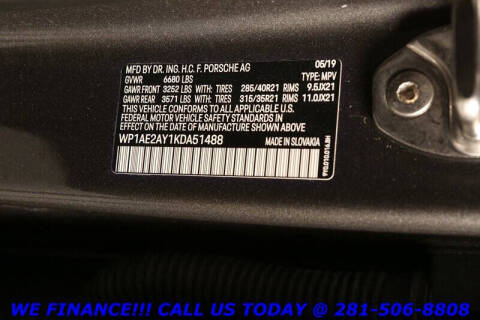 MFD BY DR. ING. H.C. F. PORSCHE AG 05/19
GVWR 6680 LBS TYPE: MPV
GAWR FRONT 3252 LBS WITH TIRES 285/40R21 RIMS 9.5JX21
GAWR REAR 3571 LBS WITH TIRES 315/35R21 RIMS 11.0JX21
THIS VEHICLE CONFORMS TO ALL APPLICABLE U.S.
FEDERAL MOTOR VEHICLE SAFETY STANDARDS IN
EFFECT ON THE DATE OF MANUFACTURE SHOWN ABOVE
WP1AE2AY1KDA51488 MADE IN SLOVAKIA
WE FINANCE!!! CALL US TODAY @ 281-506-8808